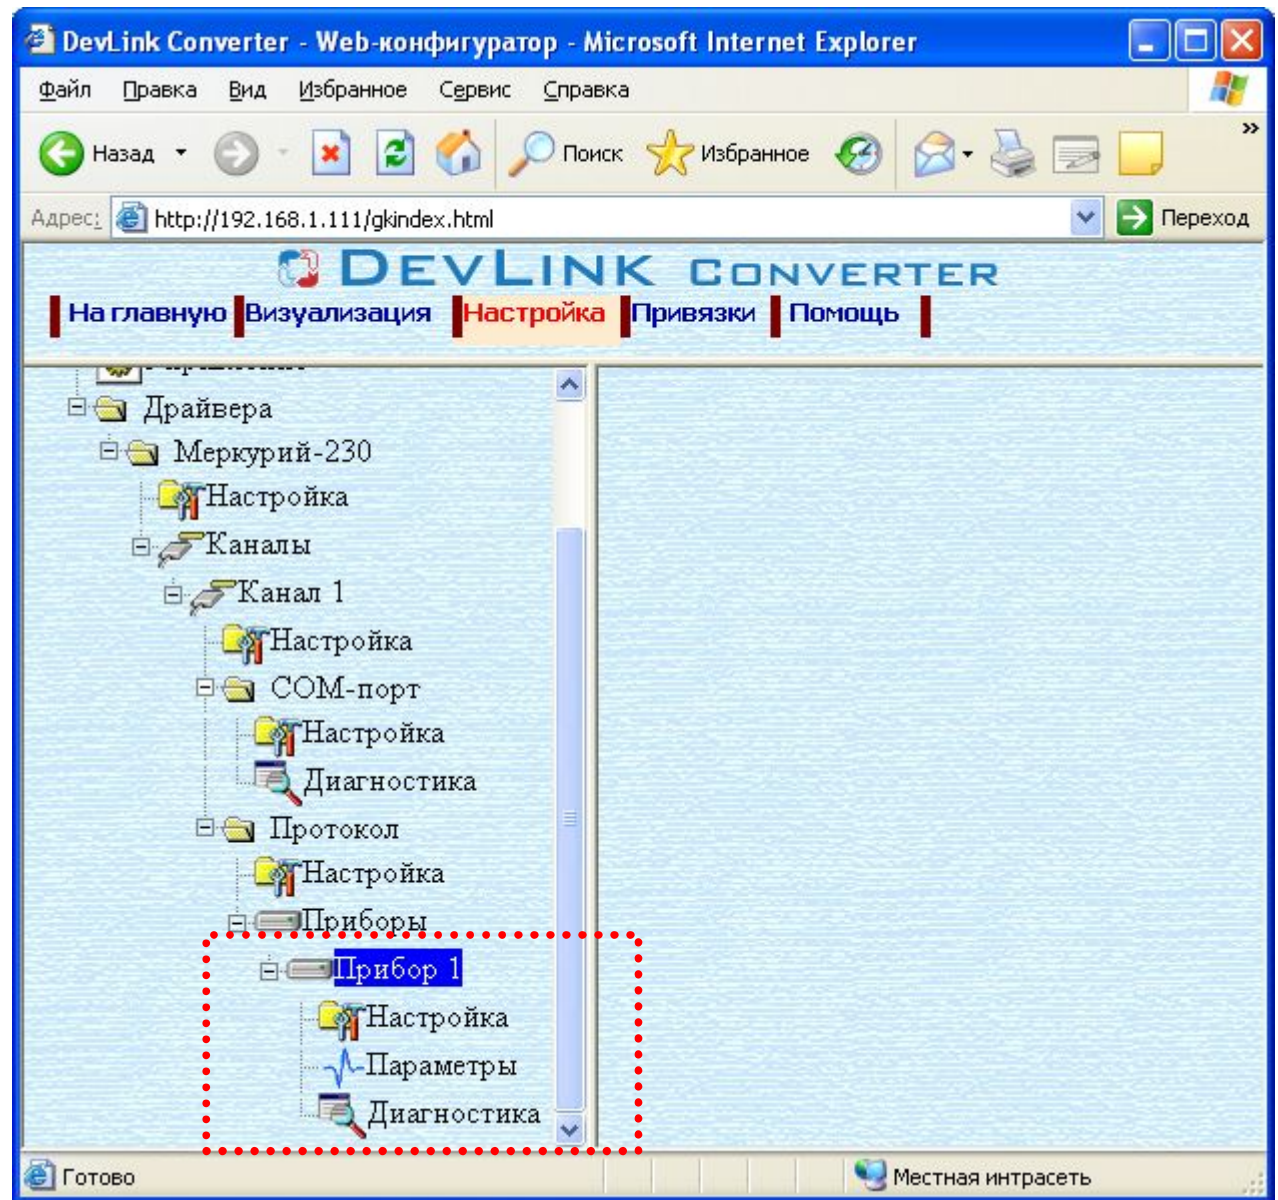 DevLink Converter - Web-конфигуратор - Microsoft Internet Explorer
Файл Правка Вид Избранное Сервис Справка
Назад Поиск Избранное »
Адрес: http://192.168.1.111/gkindex.html Переход
DEVLINK CONVERTER
На главную Визуализация Настройка Привязки Помощь
Драйвера
Меркурий-230
Настройка
Каналы
Канал 1
Настройка
COM-порт
Настройка
Диагностика
Протокол
Настройка
Приборы
Прибор 1
Настройка
Параметры
Диагностика
Готово Местная интрасеть